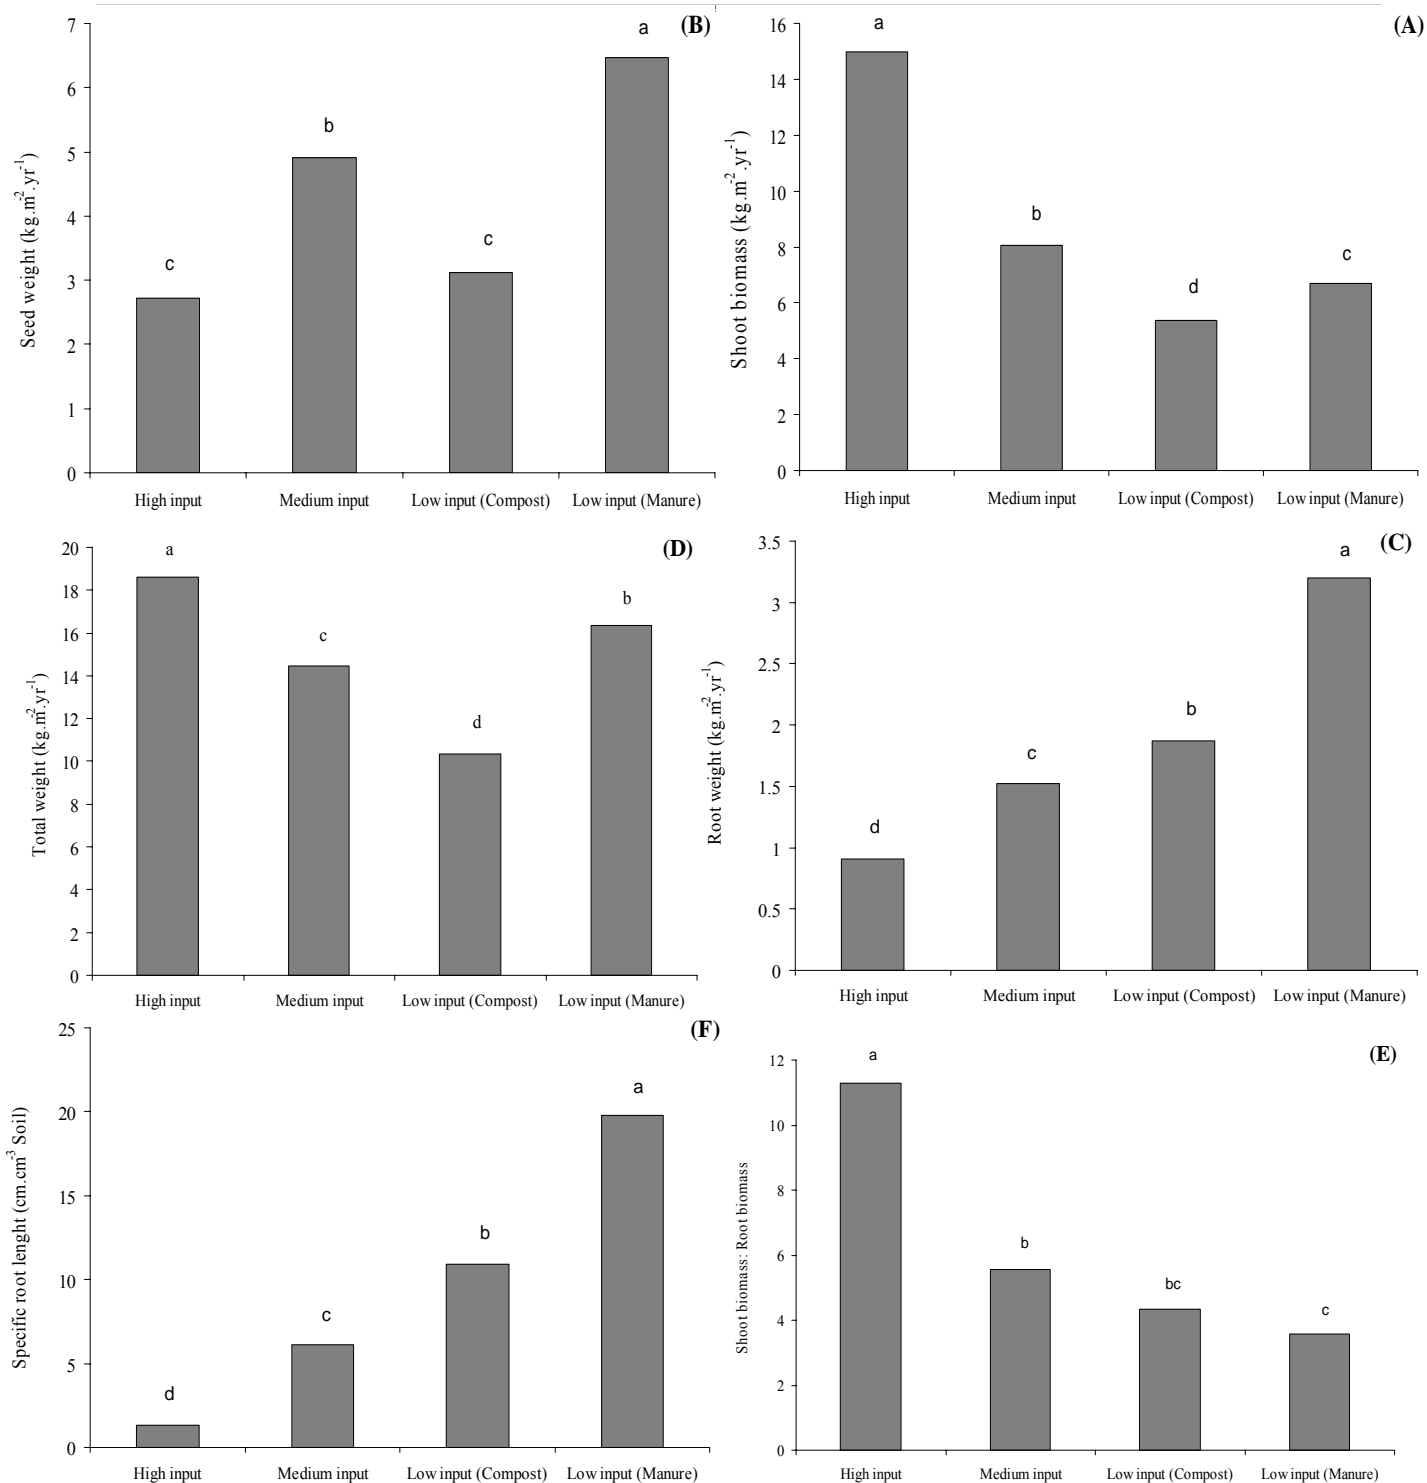 (B)
Seed weight (kg.m-2.yr-1)
7
6
5
4
3
2
1
0
c
b
c
a
High input Medium input Low input (Compost) Low input (Manure)
(A)
Shoot biomass (kg.m-2.yr-1)
16
14
12
10
8
6
4
2
0
a
b
d
c
High input Medium input Low input (Compost) Low input (Manure)
(D)
Total weight (kg.m-2.yr-1)
20
18
16
14
12
10
8
6
4
2
0
a
c
d
b
High input Medium input Low input (Compost) Low input (Manure)
(C)
Root weight (kg.m-2.yr-1)
3.5
3
2.5
2
1.5
1
0.5
0
d
c
b
a
High input Medium input Low input (Compost) Low input (Manure)
(F)
Specific root lenght (cm.cm-3 Soil)
25
20
15
10
5
0
d
c
b
a
High input Medium input Low input (Compost) Low input (Manure)
(E)
Shoot biomass: Root biomass
12
10
8
6
4
2
0
a
b
bc
c
High input Medium input Low input (Compost) Low input (Manure)